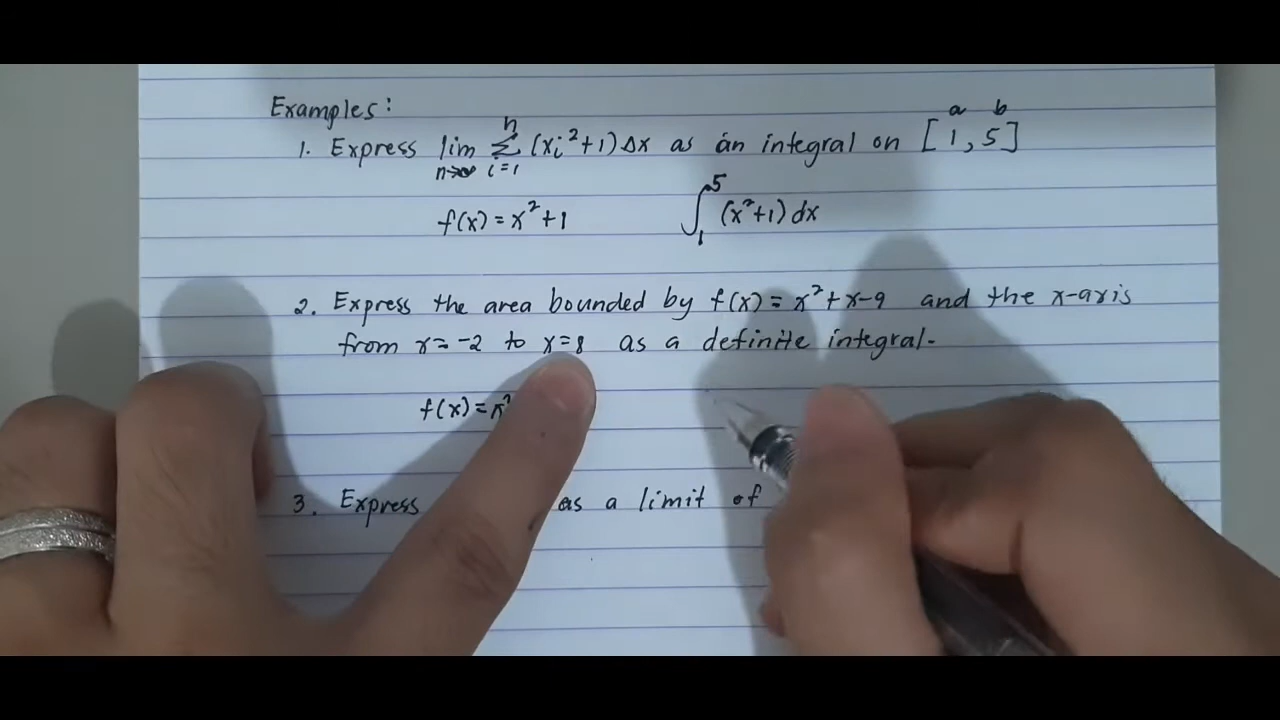 Examples:
a b
1. Express lim n→∞ n Σ i=1 (xᵢ²+1) Δx as an integral on [1, 5]
f(x) = x²+1 ∫₁⁵ (x²+1) dx
2. Express the area bounded by f(x) = x²+x-9 and the x-axis
from x=-2 to x=8 as a definite integral.
f(x) = x²
3. Express as a limit of